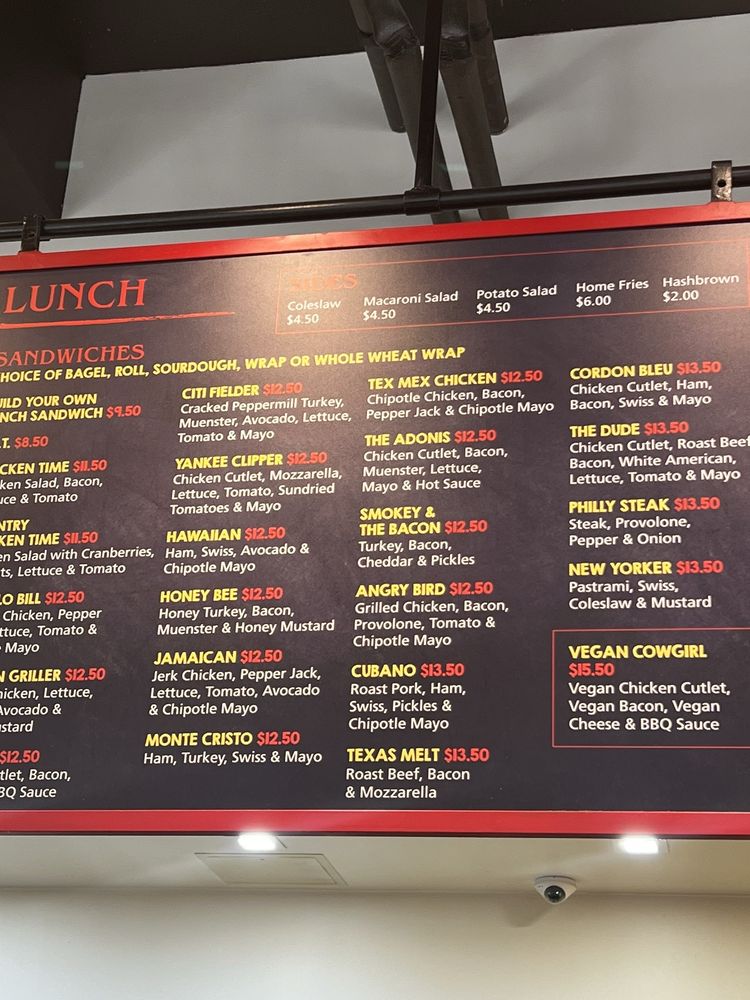 LUNCH
SIDES
Coleslaw
$4.50
Macaroni Salad
$4.50
Potato Salad
$4.50
Home Fries
$6.00
Hashbrown
$2.00
SANDWICHES
HOICE OF BAGEL, ROLL, SOURDOUGH, WRAP OR WHOLE WHEAT WRAP
UILD YOUR OWN
NCH SANDWICH $9.50
.T. $8.50
CKEN TIME $11.50
ken Salad, Bacon,
uce & Tomato
NTRY
KEN TIME $11.50
en Salad with Cranberries,
ts, Lettuce & Tomato
LO BILL $12.50
Chicken, Pepper
ttuce, Tomato &
Mayo
N GRILLER $12.50
hicken, Lettuce,
Avocado &
stard
$12.50
tlet, Bacon,
BQ Sauce
CITI FIELDER $12.50
Cracked Peppermill Turkey,
Muenster, Avocado, Lettuce,
Tomato & Mayo
YANKEE CLIPPER $12.50
Chicken Cutlet, Mozzarella,
Lettuce, Tomato, Sundried
Tomatoes & Mayo
HAWAIIAN $12.50
Ham, Swiss, Avocado &
Chipotle Mayo
HONEY BEE $12.50
Honey Turkey, Bacon,
Muenster & Honey Mustard
JAMAICAN $12.50
Jerk Chicken, Pepper Jack,
Lettuce, Tomato, Avocado
& Chipotle Mayo
MONTE CRISTO $12.50
Ham, Turkey, Swiss & Mayo
TEX MEX CHICKEN $12.50
Chipotle Chicken, Bacon,
Pepper Jack & Chipotle Mayo
THE ADONIS $12.50
Chicken Cutlet, Bacon,
Muenster, Lettuce,
Mayo & Hot Sauce
SMOKEY &
THE BACON $12.50
Turkey, Bacon,
Cheddar & Pickles
ANGRY BIRD $12.50
Grilled Chicken, Bacon,
Provolone, Tomato &
Chipotle Mayo
CUBANO $13.50
Roast Pork, Ham,
Swiss, Pickles &
Chipotle Mayo
TEXAS MELT $13.50
Roast Beef, Bacon
& Mozzarella
CORDON BLEU $13.50
Chicken Cutlet, Ham,
Bacon, Swiss & Mayo
THE DUDE $13.50
Chicken Cutlet, Roast Beef
Bacon, White American,
Lettuce, Tomato & Mayo
PHILLY STEAK $13.50
Steak, Provolone,
Pepper & Onion
NEW YORKER $13.50
Pastrami, Swiss,
Coleslaw & Mustard
VEGAN COWGIRL
$15.50
Vegan Chicken Cutlet,
Vegan Bacon, Vegan
Cheese & BBQ Sauce